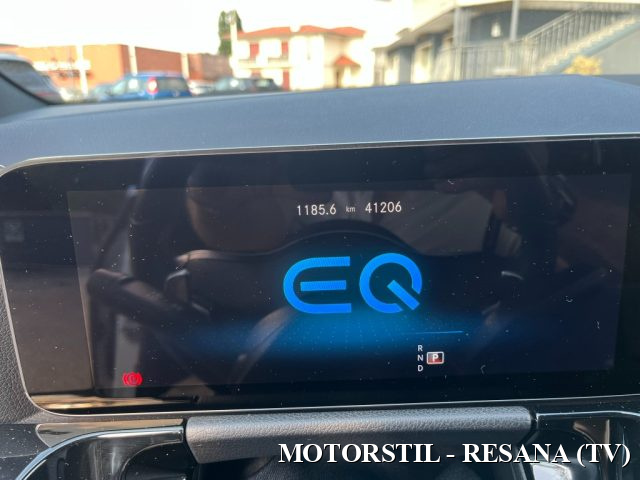 1185.6 km 41206
EQ
R
N P
D
MOTORSTIL - RESANA (TV)